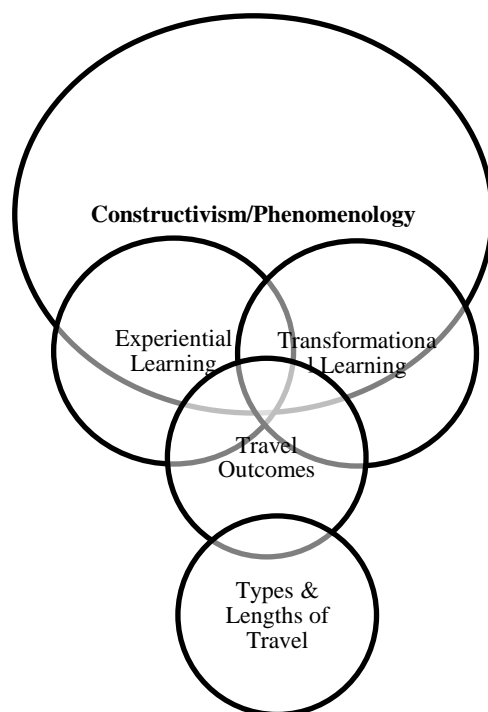 Constructivism/Phenomenology
Experiential
Learning
Transformationa
l Learning
Travel
Outcomes
Types &
Lengths of
Travel